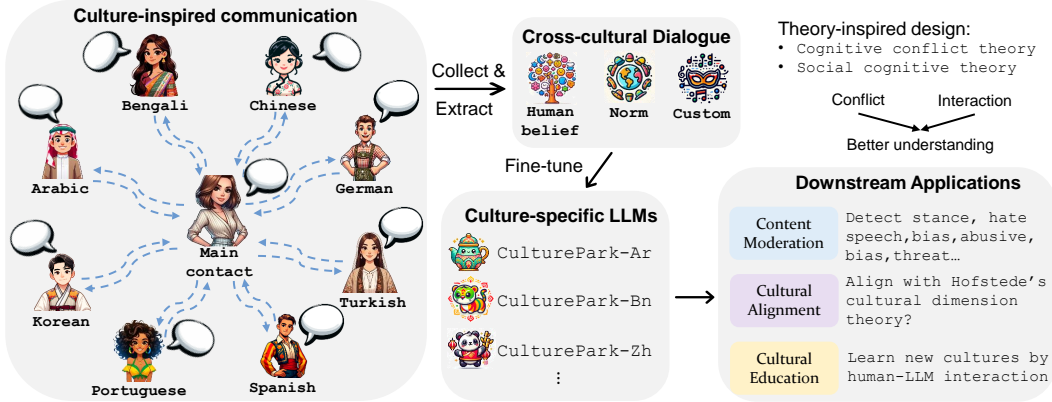 Culture-inspired communication
Bengali
Chinese
Arabic
German
Main
contact
Korean
Turkish
Portuguese
Spanish
Collect &
Extract
Cross-cultural Dialogue
Human
belief
Norm
Custom
Fine-tune
Culture-specific LLMs
CulturePark-Ar
CulturePark-Bn
CulturePark-Zh
⋮
Theory-inspired design:
• Cognitive conflict theory
• Social cognitive theory
Conflict
Interaction
Better understanding
Downstream Applications
Content
Moderation
Detect stance, hate
speech,bias,abusive,
bias,threat…
Cultural
Alignment
Align with Hofstede's
cultural dimension
theory?
Cultural
Education
Learn new cultures by
human-LLM interaction